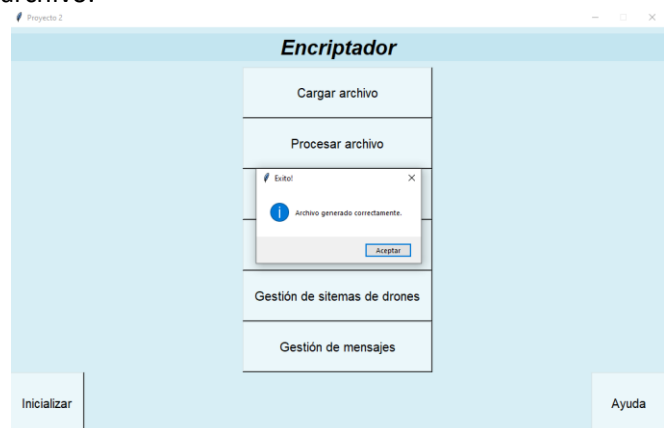 archivo.
Proyecto 2
Encriptador
Cargar archivo
Procesar archivo
Exito!
Archivo generado correctamente.
Aceptar
Gestión de sitemas de drones
Gestión de mensajes
Inicializar
Ayuda